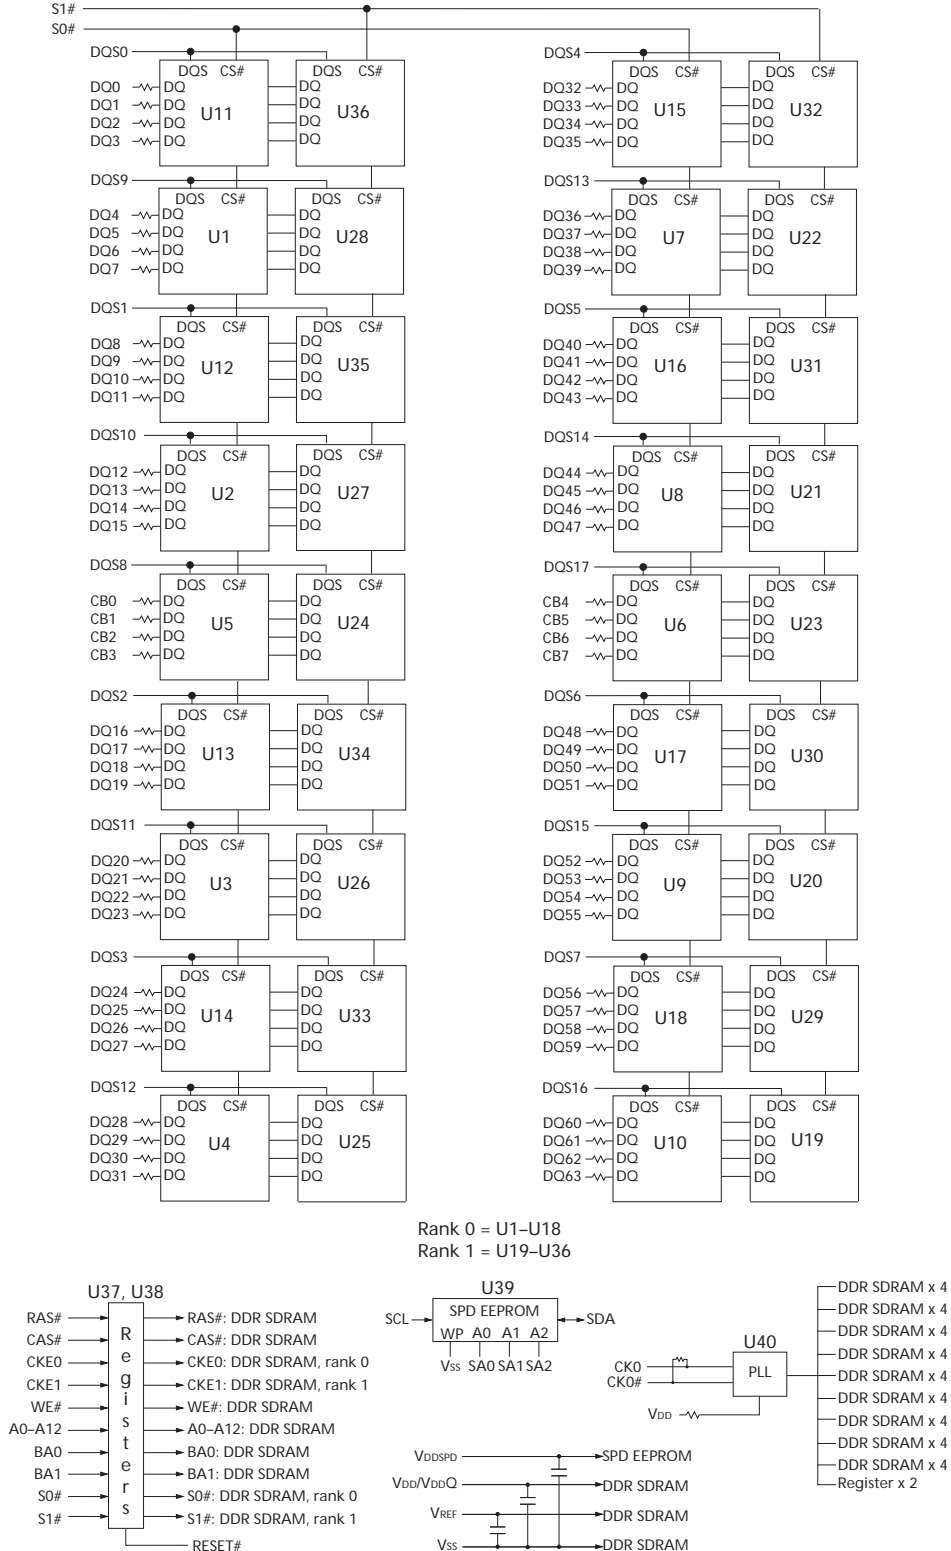 S1#
S0#
DQS0
DQS CS#
DQ0 DQ
DQ1 DQ
DQ2 DQ
DQ3 DQ
U11
DQS CS#
DQ
DQ
DQ
DQ
U36
DQS9
DQS CS#
DQ4 DQ
DQ5 DQ
DQ6 DQ
DQ7 DQ
U1
DQS CS#
DQ
DQ
DQ
DQ
U28
DQS1
DQS CS#
DQ8 DQ
DQ9 DQ
DQ10 DQ
DQ11 DQ
U12
DQS CS#
DQ
DQ
DQ
DQ
U35
DQS10
DQS CS#
DQ12 DQ
DQ13 DQ
DQ14 DQ
DQ15 DQ
U2
DQS CS#
DQ
DQ
DQ
DQ
U27
DQS8
DQS CS#
CB0 DQ
CB1 DQ
CB2 DQ
CB3 DQ
U5
DQS CS#
DQ
DQ
DQ
DQ
U24
DQS2
DQS CS#
DQ16 DQ
DQ17 DQ
DQ18 DQ
DQ19 DQ
U13
DQS CS#
DQ
DQ
DQ
DQ
U34
DQS11
DQS CS#
DQ20 DQ
DQ21 DQ
DQ22 DQ
DQ23 DQ
U3
DQS CS#
DQ
DQ
DQ
DQ
U26
DQS3
DQS CS#
DQ24 DQ
DQ25 DQ
DQ26 DQ
DQ27 DQ
U14
DQS CS#
DQ
DQ
DQ
DQ
U33
DQS12
DQS CS#
DQ28 DQ
DQ29 DQ
DQ30 DQ
DQ31 DQ
U4
DQS CS#
DQ
DQ
DQ
DQ
U25
DQS4
DQS CS#
DQ32 DQ
DQ33 DQ
DQ34 DQ
DQ35 DQ
U15
DQS CS#
DQ
DQ
DQ
DQ
U32
DQS13
DQS CS#
DQ36 DQ
DQ37 DQ
DQ38 DQ
DQ39 DQ
U7
DQS CS#
DQ
DQ
DQ
DQ
U22
DQS5
DQS CS#
DQ40 DQ
DQ41 DQ
DQ42 DQ
DQ43 DQ
U16
DQS CS#
DQ
DQ
DQ
DQ
U31
DQS14
DQS CS#
DQ44 DQ
DQ45 DQ
DQ46 DQ
DQ47 DQ
U8
DQS CS#
DQ
DQ
DQ
DQ
U21
DQS17
DQS CS#
CB4 DQ
CB5 DQ
CB6 DQ
CB7 DQ
U6
DQS CS#
DQ
DQ
DQ
DQ
U23
DQS6
DQS CS#
DQ48 DQ
DQ49 DQ
DQ50 DQ
DQ51 DQ
U17
DQS CS#
DQ
DQ
DQ
DQ
U30
DQS15
DQS CS#
DQ52 DQ
DQ53 DQ
DQ54 DQ
DQ55 DQ
U9
DQS CS#
DQ
DQ
DQ
DQ
U20
DQS7
DQS CS#
DQ56 DQ
DQ57 DQ
DQ58 DQ
DQ59 DQ
U18
DQS CS#
DQ
DQ
DQ
DQ
U29
DQS16
DQS CS#
DQ60 DQ
DQ61 DQ
DQ62 DQ
DQ63 DQ
U10
DQS CS#
DQ
DQ
DQ
DQ
U19
Rank 0 = U1–U18
Rank 1 = U19–U36
U37, U38
Registers
RAS# RAS#: DDR SDRAM
CAS# CAS#: DDR SDRAM
CKE0 CKE0: DDR SDRAM, rank 0
CKE1 CKE1: DDR SDRAM, rank 1
WE# WE#: DDR SDRAM
A0–A12 A0–A12: DDR SDRAM
BA0 BA0: DDR SDRAM
BA1 BA1: DDR SDRAM
S0# S0#: DDR SDRAM, rank 0
S1# S1#: DDR SDRAM, rank 1
RESET#
U39
SCL SPD EEPROM SDA
WP A0 A1 A2
VSS SA0 SA1 SA2
U40
CK0
CK0#
PLL
VDD
DDR SDRAM x 4
DDR SDRAM x 4
DDR SDRAM x 4
DDR SDRAM x 4
DDR SDRAM x 4
DDR SDRAM x 4
DDR SDRAM x 4
DDR SDRAM x 4
DDR SDRAM x 4
Register x 2
VDDSPD SPD EEPROM
VDD/VDDQ DDR SDRAM
VREF DDR SDRAM
VSS DDR SDRAM